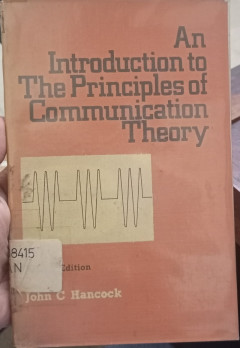 An
Introduction to
The Principles of
Communication
Theory
8415
N
Edition
John C Hancock